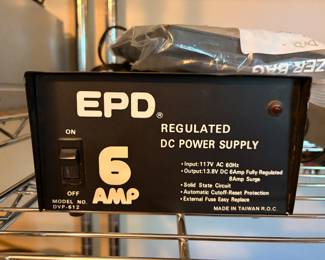 ZER BAG
EPD®
REGULATED
DC POWER SUPPLY
ON
OFF
6
AMP
MODEL NO.
DVP-612
• Input: 117V AC 60Hz
• Output: 13.8V DC 6Amp Fully Regulated
8Amp Surge
• Solid State Circuit
• Automatic Cutoff-Reset Protection
• External Fuse Easy Replace
MADE IN TAIWAN R.O.C.